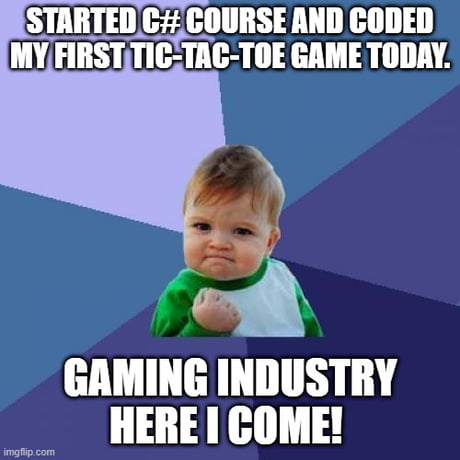 STARTED C# COURSE AND CODED
MY FIRST TIC-TAC-TOE GAME TODAY.
GAMING INDUSTRY
HERE I COME!
imgflip.com